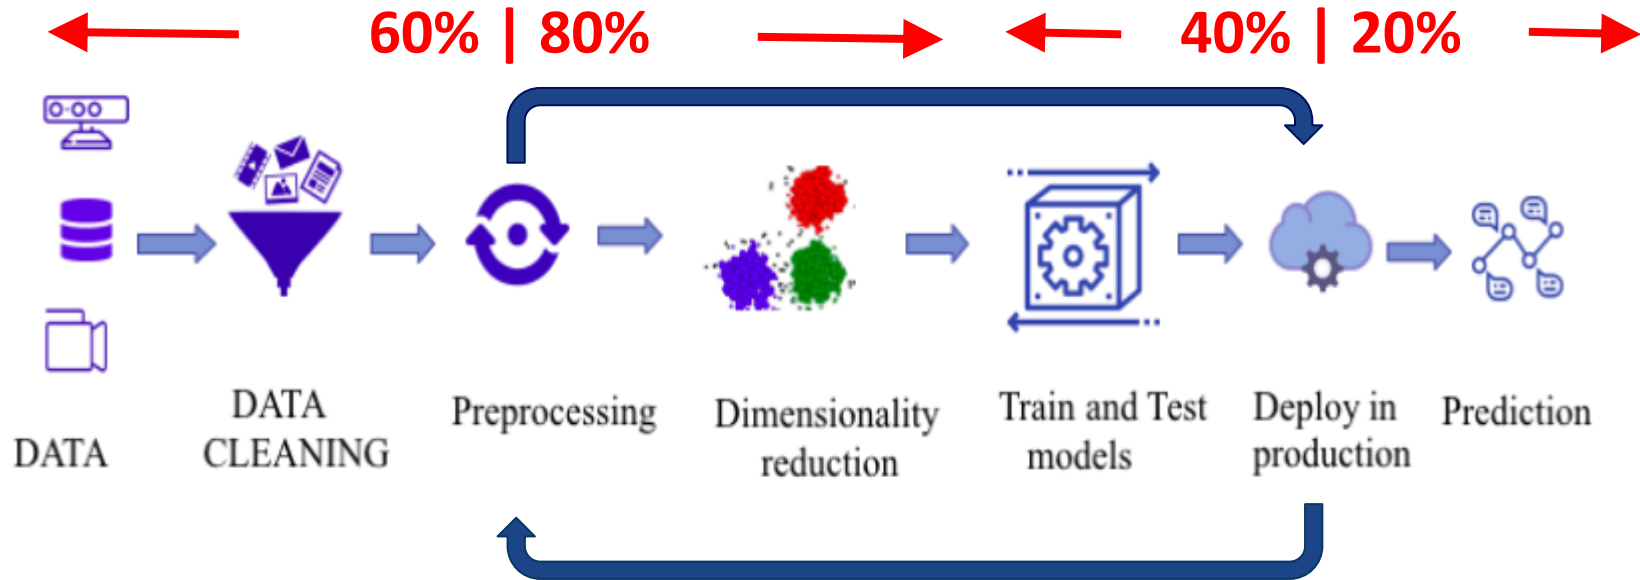 60% | 80%
40% | 20%
DATA
DATA
CLEANING
Preprocessing
Dimensionality
reduction
Train and Test
models
Deploy in
production
Prediction